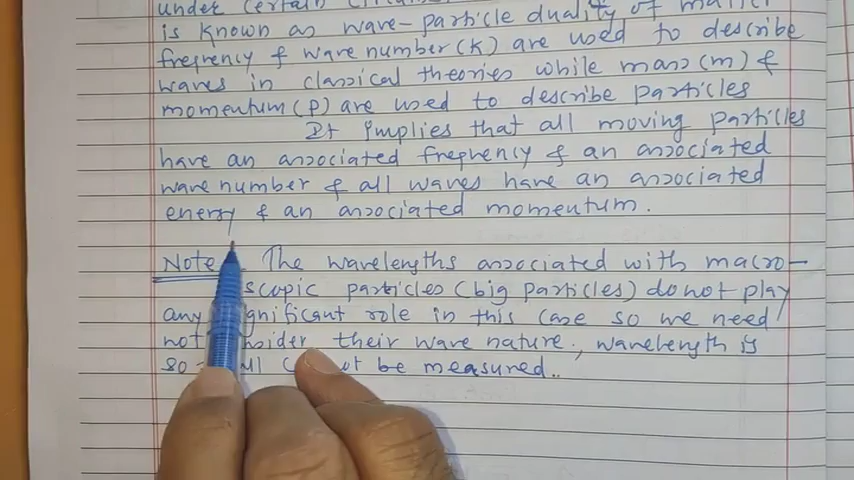 under certain
is known as wave-particle duality of matter
frequency & wave number (k) are used to describe
waves in classical theories while mass (m) &
momentum (p) are used to describe particles
It implies that all moving particles
have an associated frequency & an associated
wave number & all waves have an associated
energy & an associated momentum.
Note The wavelengths associated with macro-
scopic particles (big particles) do not play
any significant role in this case so we need
not their wave nature, wavelength is
so be measured..